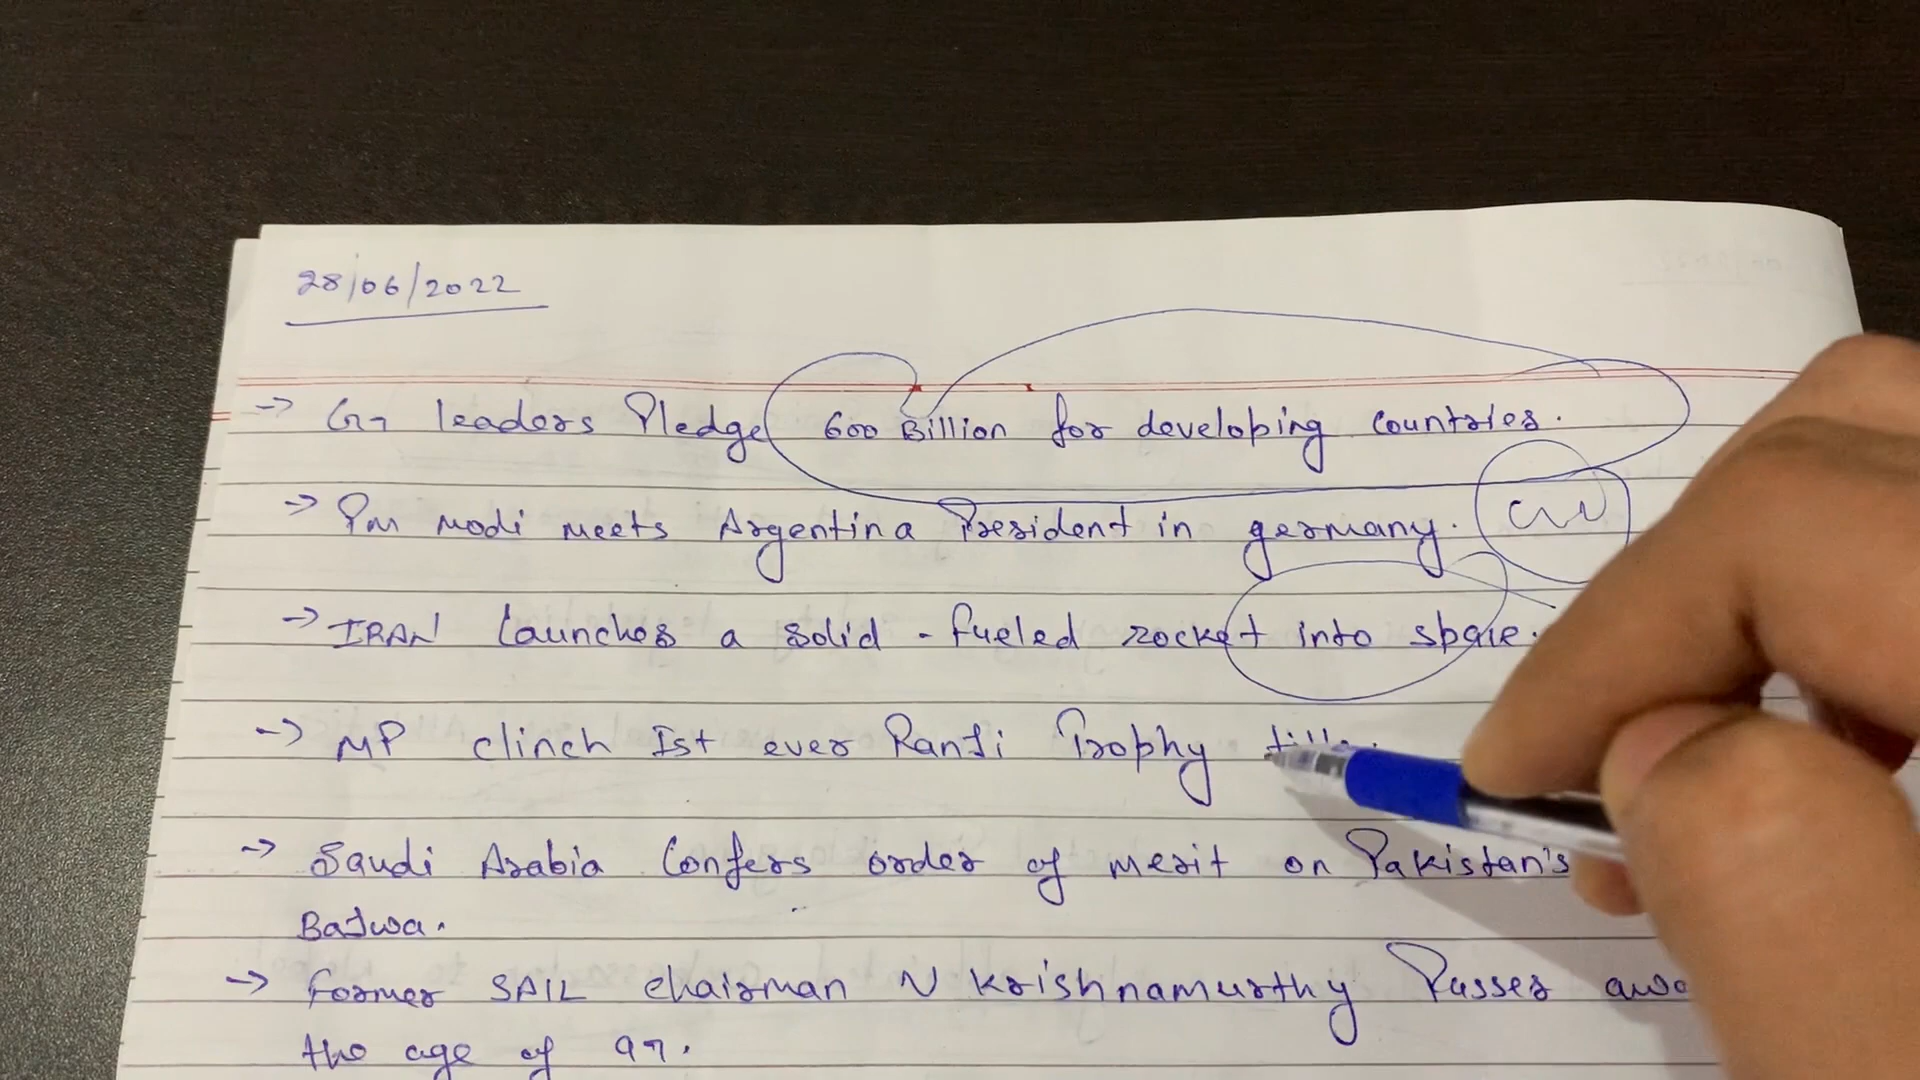 28/06/2022
→ G7 leaders Pledge 600 Billion for developing Countries.
→ Pm modi meets Argentina President in germany.
→ IRAN Launches a solid-fueled rocket into space.
→ MP clinch Ist ever Ranji Trophy
→ Saudi Arabia Confers order of merit on Pakistan's
Bajwa.
→ Former SAIL chairman N Krishnamurthy Passes
the age of 97.